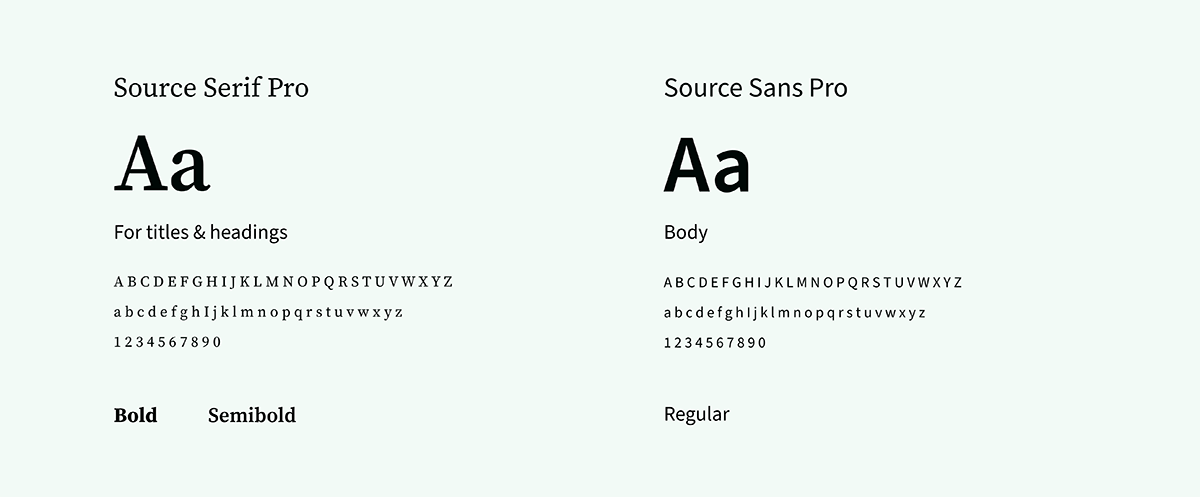 Source Serif Pro
Aa
For titles & headings
A B C D E F G H I J K L M N O P Q R S T U V W X Y Z
a b c d e f g h I j k l m n o p q r s t u v w x y z
1 2 3 4 5 6 7 8 9 0
Bold Semibold
Source Sans Pro
Aa
Body
A B C D E F G H I J K L M N O P Q R S T U V W X Y Z
a b c d e f g h I j k l m n o p q r s t u v w x y z
1 2 3 4 5 6 7 8 9 0
Regular